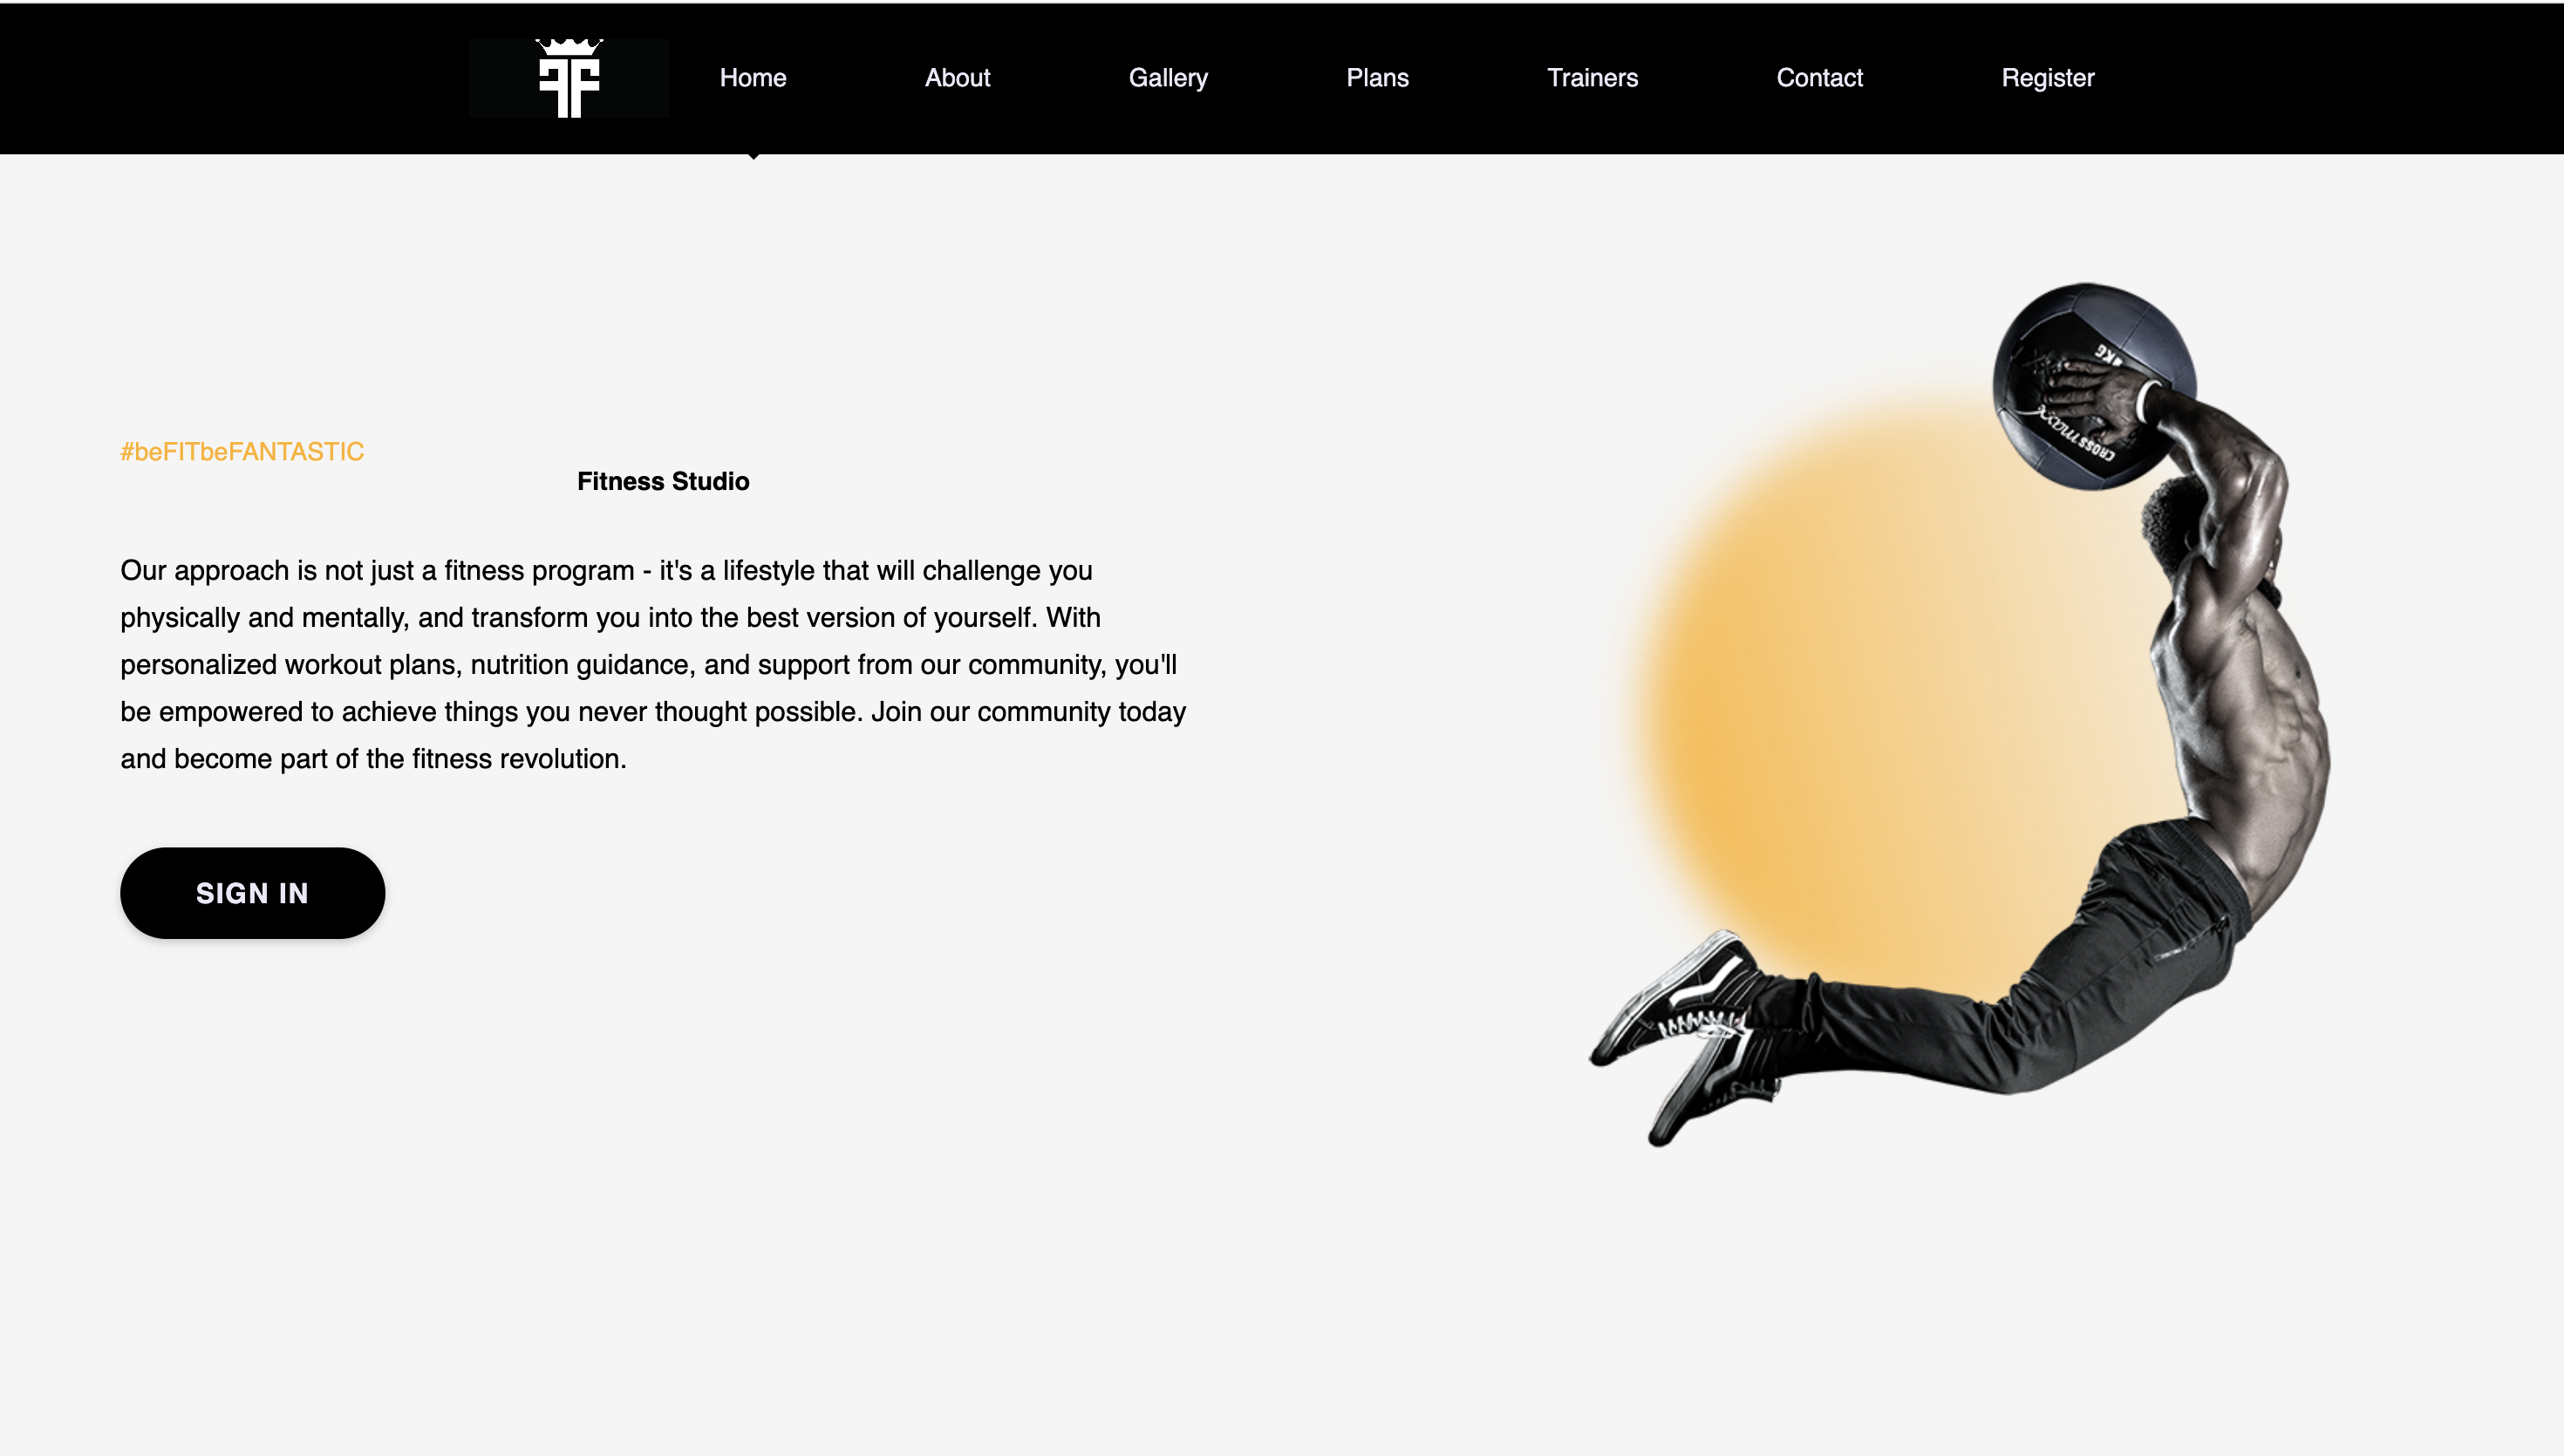 FF
Home About Gallery Plans Trainers Contact Register
#beFITbeFANTASTIC
Fitness Studio
Our approach is not just a fitness program - it's a lifestyle that will challenge you
physically and mentally, and transform you into the best version of yourself. With
personalized workout plans, nutrition guidance, and support from our community, you'll
be empowered to achieve things you never thought possible. Join our community today
and become part of the fitness revolution.
SIGN IN
KG
CROSSmaxx